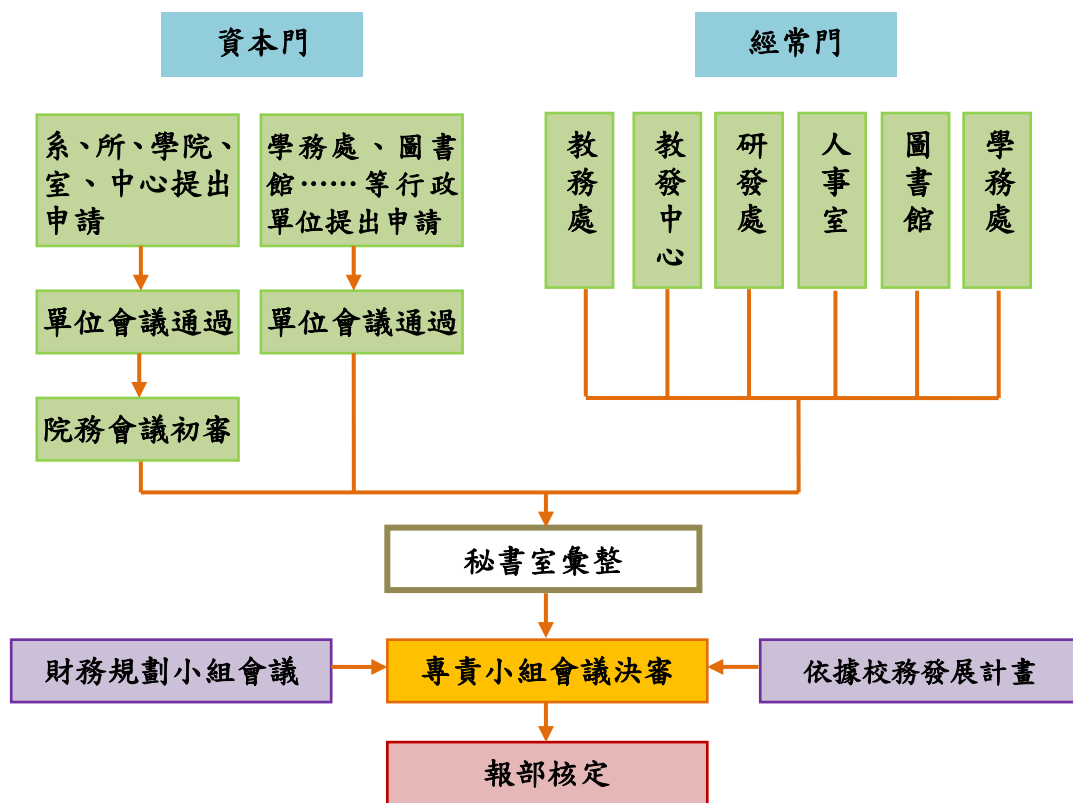 資本門
經常門
系、所、學院、
室、中心提出
申請
學務處、圖書
館……等行政
單位提出申請
教務處
教發中心
研發處
人事室
圖書館
學務處
單位會議通過
單位會議通過
院務會議初審
秘書室彙整
財務規劃小組會議
專責小組會議決審
依據校務發展計畫
報部核定